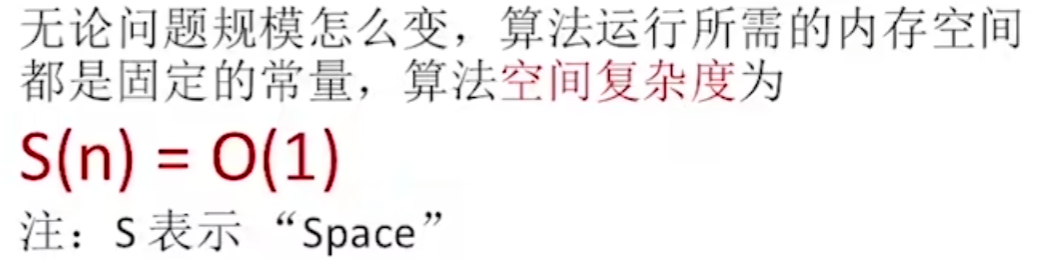 无论问题规模怎么变，算法运行所需的内存空间
都是固定的常量，算法空间复杂度为
S(n) = O(1)
注：S 表示 “Space”